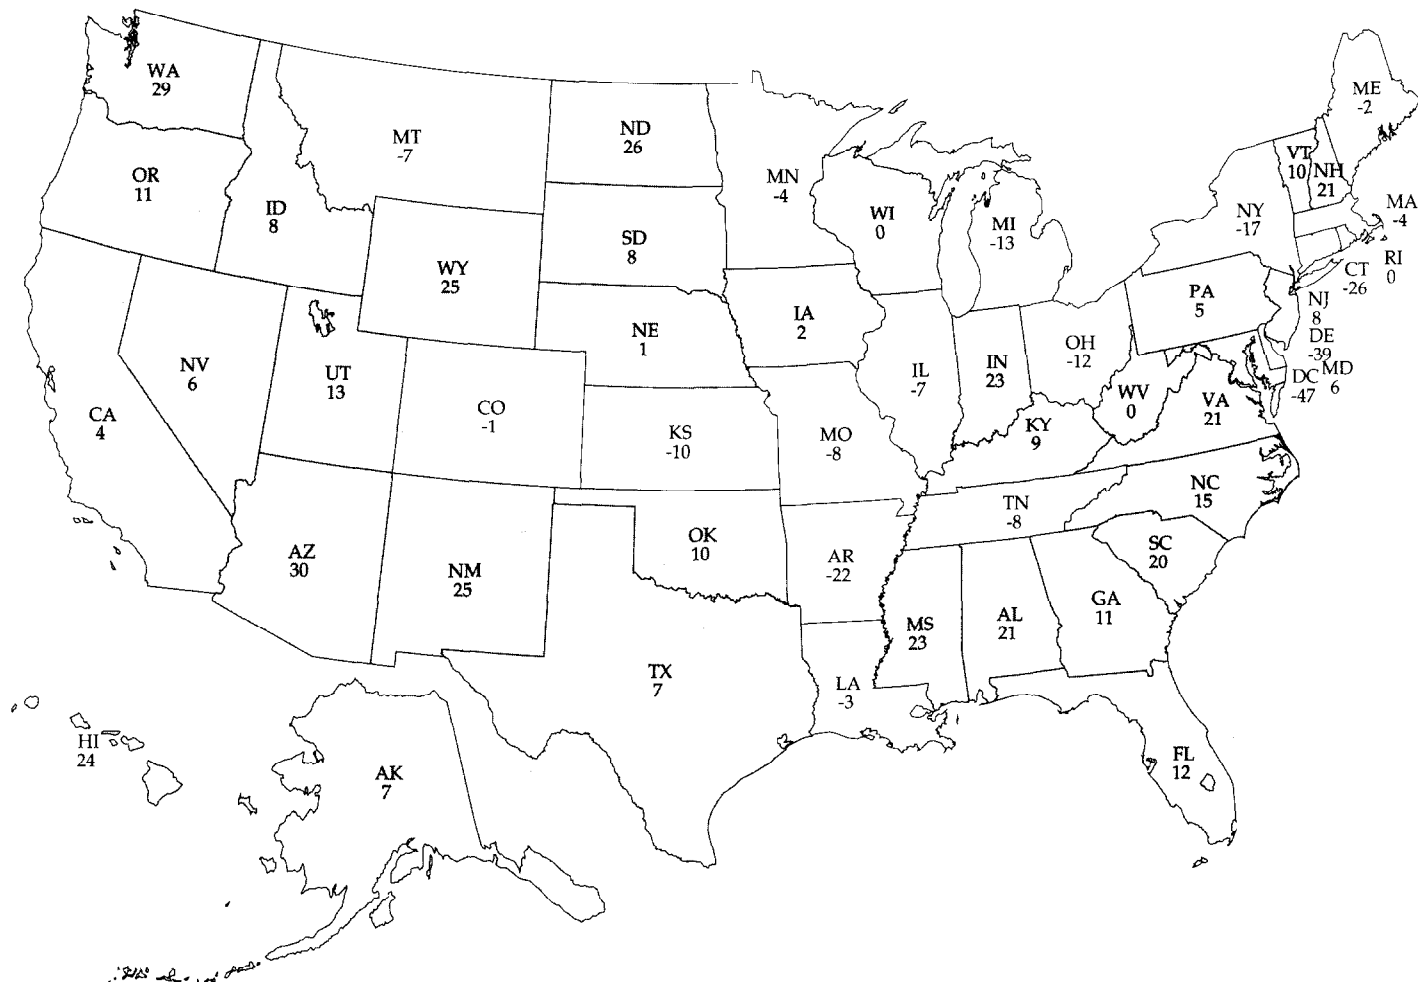 WA
29
ME
-2
MT
-7
ND
26
VT
10
NH
21
OR
11
MN
-4
ID
8
WI
0
MI
-13
NY
-17
MA
-4
SD
8
WY
25
RI
0
CT
-26
PA
5
NJ
8
IA
2
NE
1
OH
-12
DE
-39
NV
6
UT
13
IN
23
IL
-7
DC
-47
MD
6
CO
-1
CA
4
WV
0
VA
21
KS
-10
MO
-8
KY
9
NC
15
TN
-8
AZ
30
OK
10
SC
20
NM
25
AR
-22
GA
11
MS
23
AL
21
TX
7
LA
-3
HI
24
FL
12
AK
7